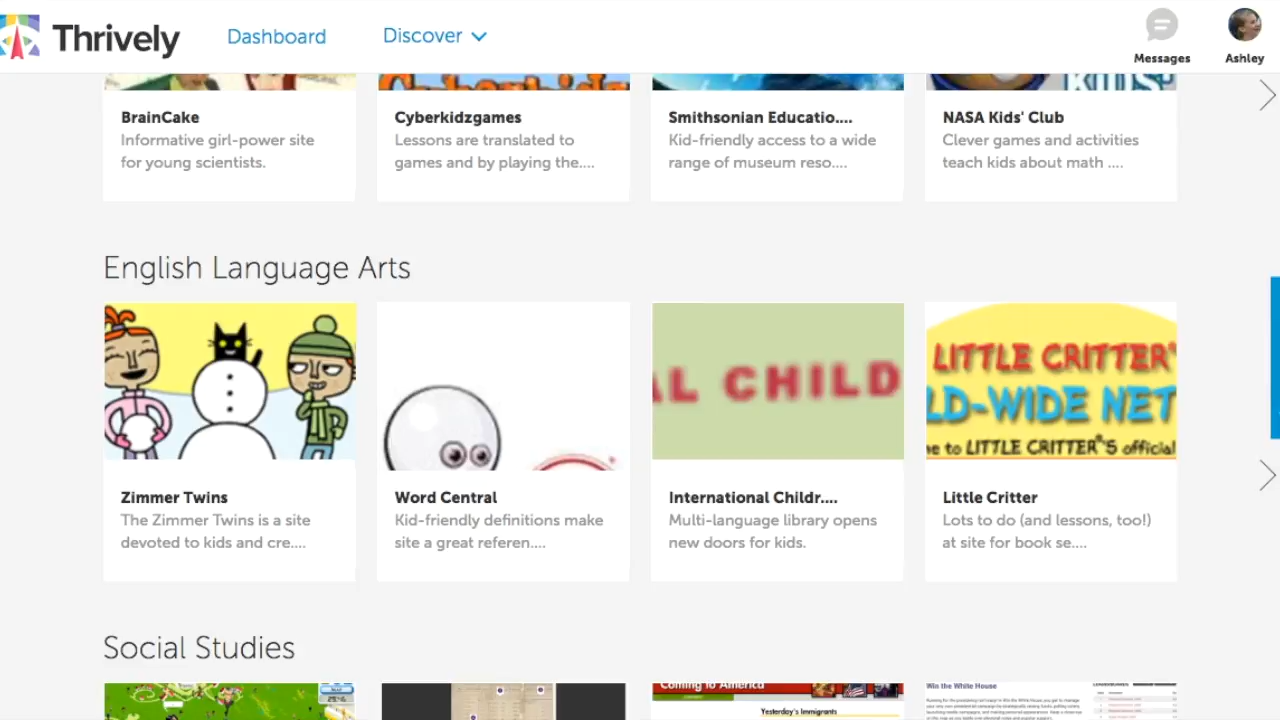 Thrively
Dashboard
Discover
Messages
Ashley
KIDS'
BrainCake
Informative girl-power site
for young scientists.
Cyberkidzgames
Lessons are translated to
games and by playing the....
Smithsonian Educatio....
Kid-friendly access to a wide
range of museum reso....
NASA Kids' Club
Clever games and activities
teach kids about math ....
English Language Arts
AL CHILD
LITTLE CRITTER
LD-WIDE NET
e to LITTLE CRITTER®'S official
Zimmer Twins
The Zimmer Twins is a site
devoted to kids and cre....
Word Central
Kid-friendly definitions make
site a great referen....
International Childr....
Multi-language library opens
new doors for kids.
Little Critter
Lots to do (and lessons, too!)
at site for book se....
Social Studies
Coming To America
Yesterday's Immigrants
Win the White House